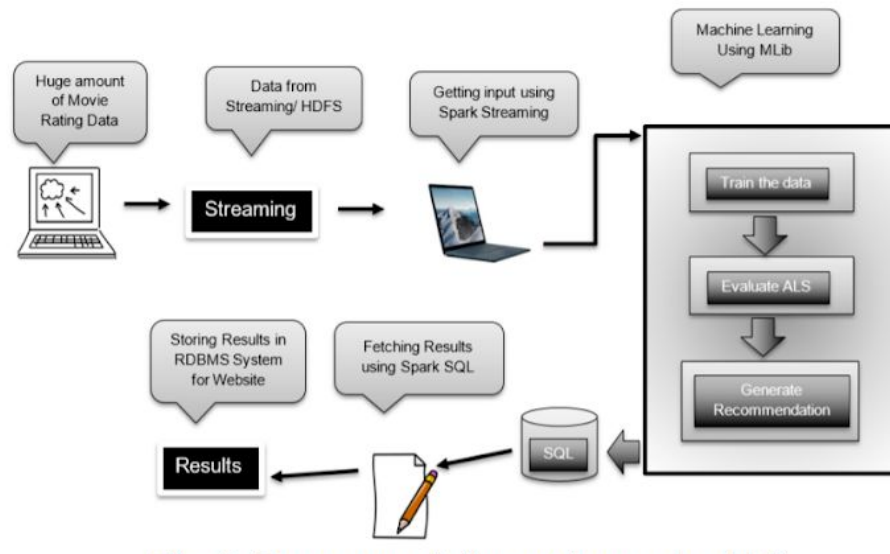 Machine Learning
Using MLib
Huge amount
of Movie
Rating Data
Data from
Streaming/ HDFS
Getting input using
Spark Streaming
Streaming
Train the data
Evaluate ALS
Generate
Recommendation
Storing Results in
RDBMS System
for Website
Fetching Results
using Spark SQL
SQL
Results